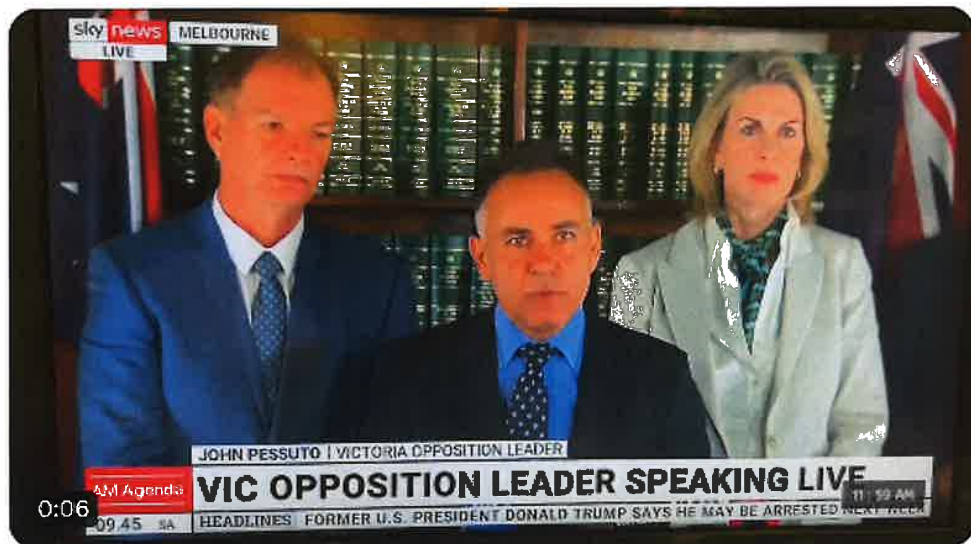 sky news MELBOURNE
LIVE
JOHN PESSUTO | VICTORIA OPPOSITION LEADER
AM Agenda
VIC OPPOSITION LEADER SPEAKING LIVE
11:59 AM
0:06
09.45 SA
HEADLINES FORMER U.S. PRESIDENT DONALD TRUMP SAYS HE MAY BE ARRESTED NEXT WEEK